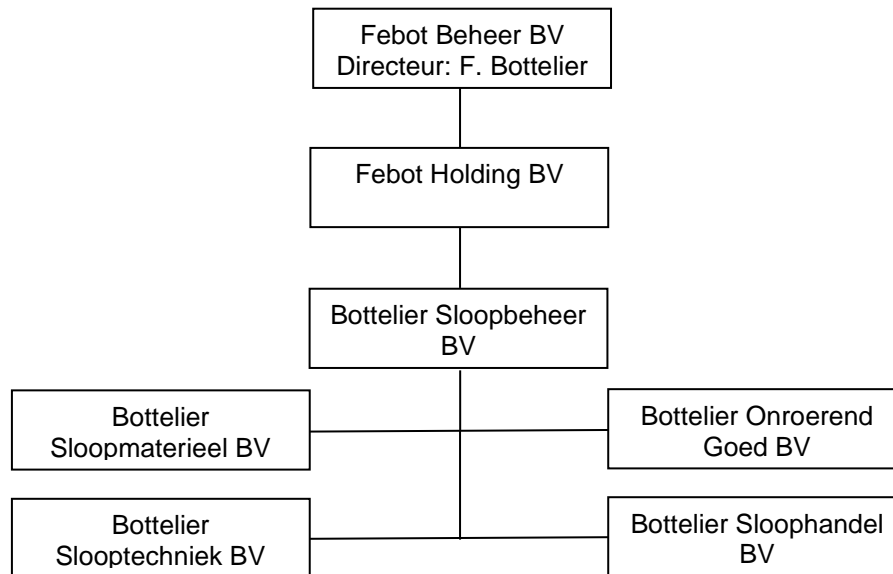 Febot Beheer BV
Directeur: F. Bottelier
Febot Holding BV
Bottelier Sloopbeheer
BV
Bottelier
Sloopmaterieel BV
Bottelier Onroerend
Goed BV
Bottelier
Slooptechniek BV
Bottelier Sloophandel
BV